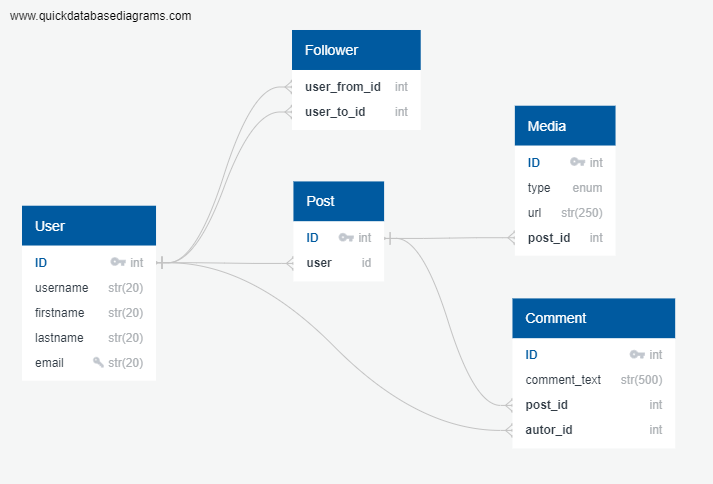 www.quickdatabasediagrams.com
Follower
user_from_id int
user_to_id int
Media
ID int
type enum
url str(250)
post_id int
Post
ID int
user id
User
ID int
username str(20)
firstname str(20)
lastname str(20)
email str(20)
Comment
ID int
comment_text str(500)
post_id int
autor_id int